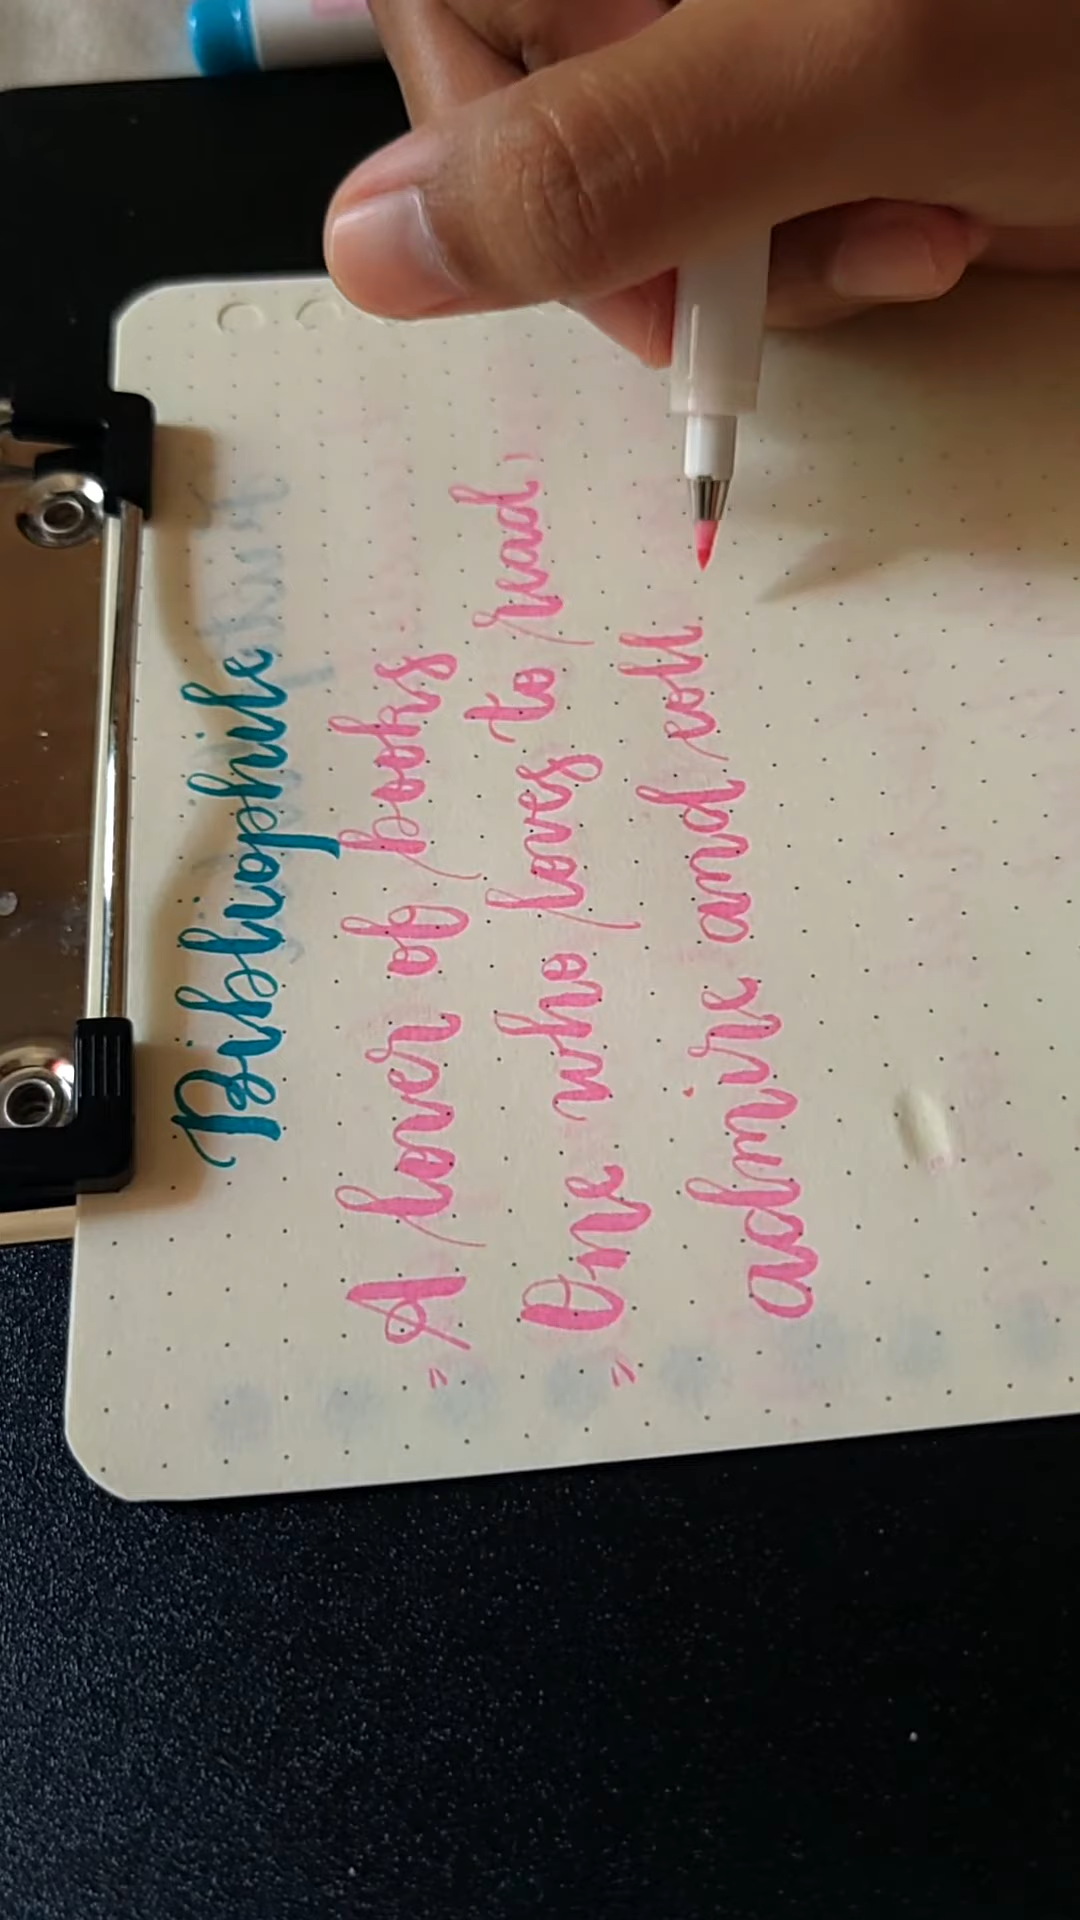 Bibliophile
= A lover of books
= One who loves to read,
admire and coll